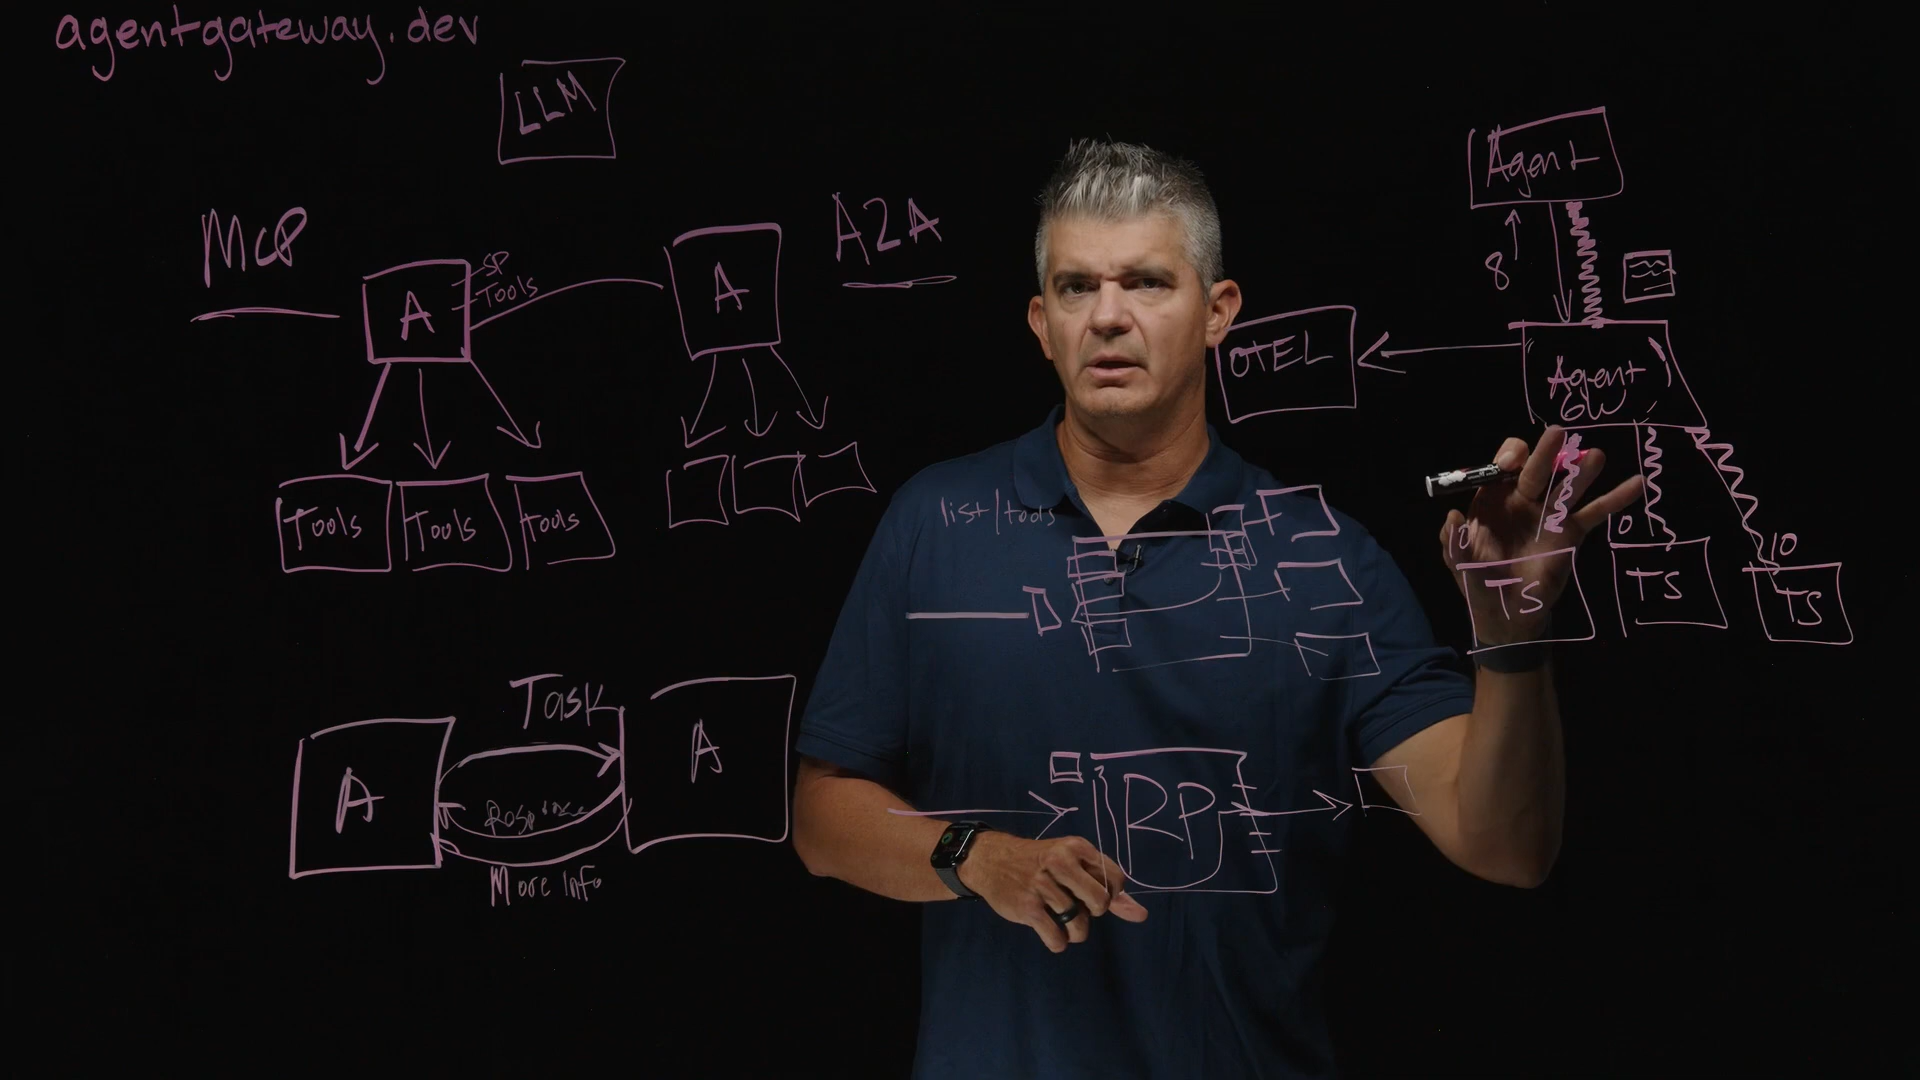 agentgateway.dev
LLM
MCP
A
SP
Tools
A
A2A
Tools
Tools
Tools
Agent
8
OTEL
Agent
GW
10
10
10
TS
TS
TS
list/tools
Task
A
A
Response
More Info
RP